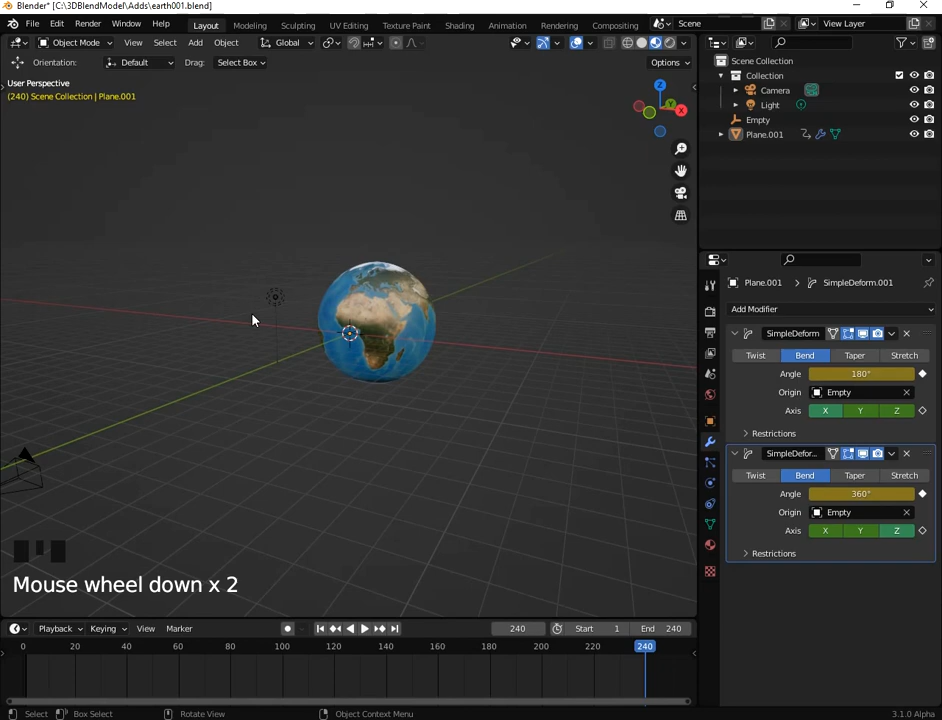 Blender* [C:\3DBlendModel\Adds\earth001.blend]
File Edit Render Window Help Layout Modeling Sculpting UV Editing Texture Paint Shading Animation Rendering Compositing Scene View Layer
Object Mode View Select Add Object Global
Orientation: Default Drag: Select Box Options
User Perspective
(240) Scene Collection | Plane.001
Z
Y
X
Mouse wheel down x 2
Scene Collection
Collection
Camera
Light
Empty
Plane.001
Plane.001 SimpleDeform.001
Add Modifier
SimpleDeform
Twist Bend Taper Stretch
Angle 180°
Origin Empty
Axis X Y Z
Restrictions
SimpleDefor...
Twist Bend Taper Stretch
Angle 360°
Origin Empty
Axis X Y Z
Restrictions
Playback Keying View Marker 240 Start 1 End 240
0 20 40 60 80 100 120 140 160 180 200 220 240
Select Box Select Rotate View Object Context Menu 3.1.0 Alpha